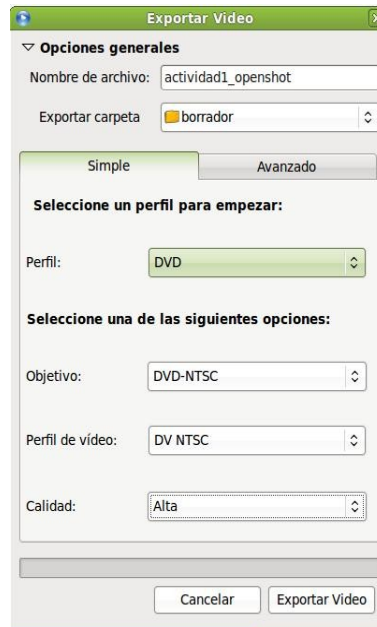 Exportar Video
Opciones generales
Nombre de archivo: actividad1_openshot
Exportar carpeta borrador
Simple Avanzado
Seleccione un perfil para empezar:
Perfil: DVD
Seleccione una de las siguientes opciones:
Objetivo: DVD-NTSC
Perfil de vídeo: DV NTSC
Calidad: Alta
Cancelar Exportar Video